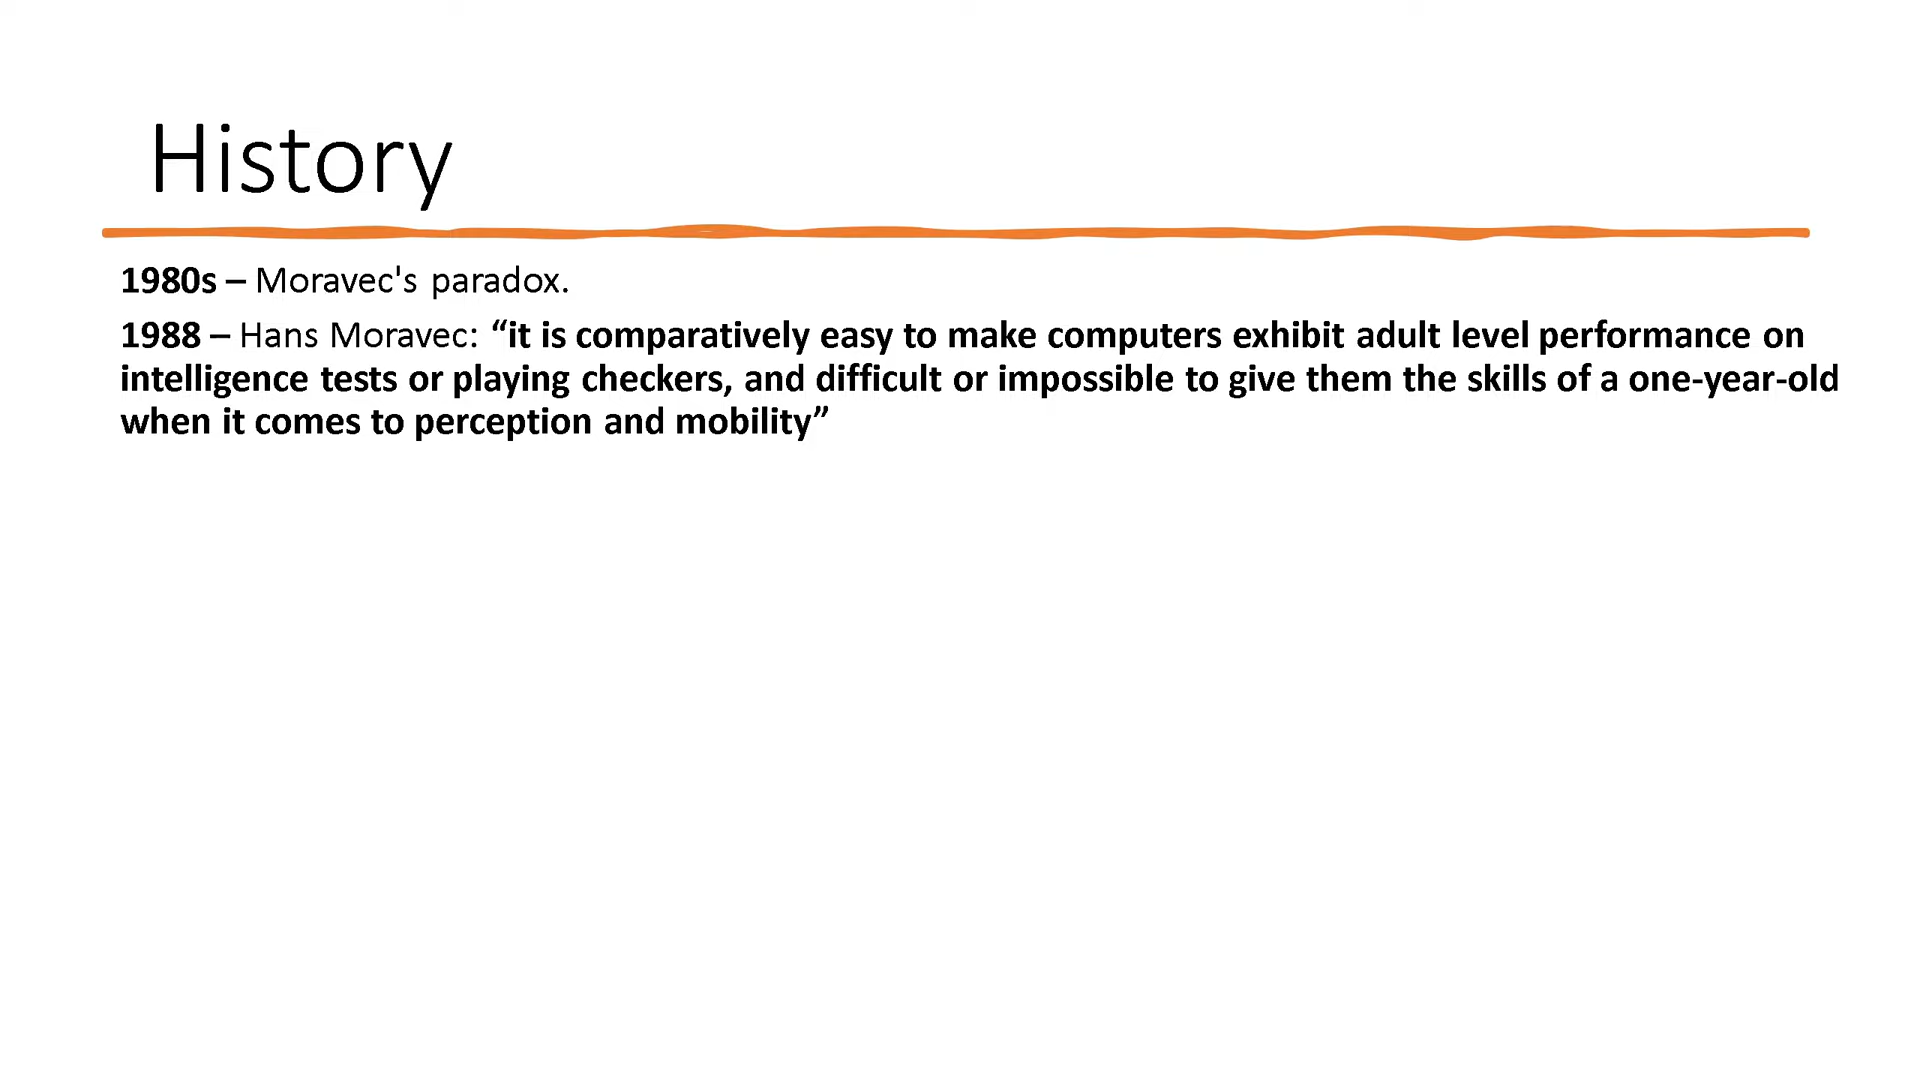 History
1980s – Moravec's paradox.
1988 – Hans Moravec: “it is comparatively easy to make computers exhibit adult level performance on
intelligence tests or playing checkers, and difficult or impossible to give them the skills of a one-year-old
when it comes to perception and mobility”